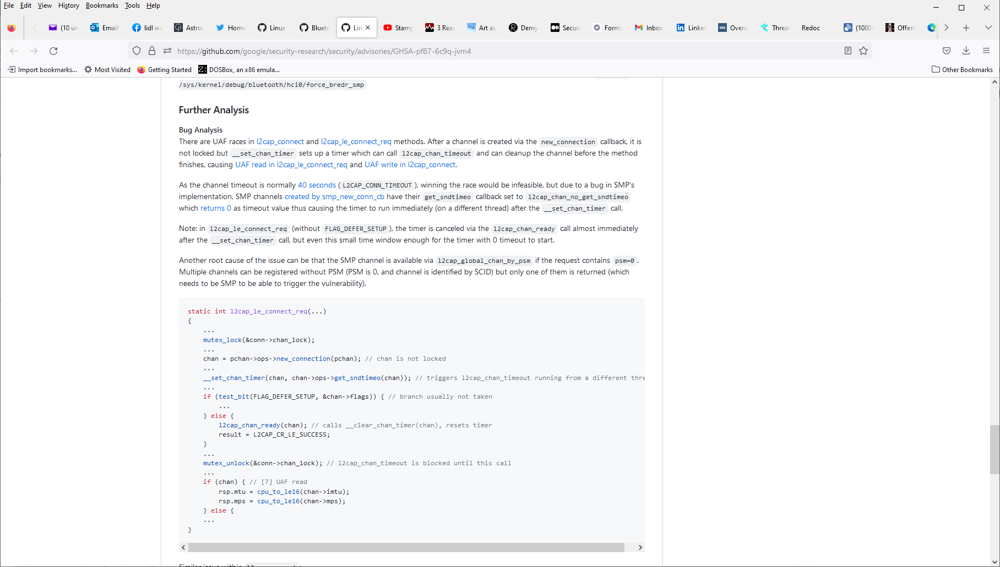 File Edit View History Bookmarks Tools Help
(10 un Email lidl we Astron Home Linux Blueto Lin Stamp 3 Reas Art as Demy Securi Forma Inbox Linked Overu Threat Redoc (1000+ Offen
https://github.com/google/security-research/security/advisories/GHSA-pf87-6c9q-jvm4
Import bookmarks... Most Visited Getting Started DOSBox, an x86 emula... Other Bookmarks
/sys/kernel/debug/bluetooth/hci0/force_bredr_smp
Further Analysis
Bug Analysis
There are UAF races in l2cap_connect and l2cap_le_connect_req methods. After a channel is created via the new_connection callback, it is
not locked but __set_chan_timer sets up a timer which can call l2cap_chan_timeout and can cleanup the channel before the method
finishes, causing UAF read in l2cap_le_connect_req and UAF write in l2cap_connect.
As the channel timeout is normally 40 seconds ( L2CAP_CONN_TIMEOUT ), winning the race would be infeasible, but due to a bug in SMP's
implementation, SMP channels created by smp_new_conn_cb have their get_sndtimeo callback set to l2cap_chan_no_get_sndtimeo
which returns 0 as timeout value thus causing the timer to run immediately (on a different thread) after the __set_chan_timer call.
Note: in l2cap_le_connect_req (without FLAG_DEFER_SETUP ), the timer is canceled via the l2cap_chan_ready call almost immediately
after the __set_chan_timer call, but even this small time window enough for the timer with 0 timeout to start.
Another root cause of the issue can be that the SMP channel is available via l2cap_global_chan_by_psm if the request contains psm=0 .
Multiple channels can be registered without PSM (PSM is 0, and channel is identified by SCID) but only one of them is returned (which
needs to be SMP to be able to trigger the vulnerability).
static int l2cap_le_connect_req(...)
{
...
mutex_lock(&conn->chan_lock);
...
chan = pchan->ops->new_connection(pchan); // chan is not locked
...
__set_chan_timer(chan, chan->ops->get_sndtimeo(chan)); // triggers l2cap_chan_timeout running from a different thre
...
if (test_bit(FLAG_DEFER_SETUP, &chan->flags)) { // branch usually not taken
...
} else {
l2cap_chan_ready(chan); // calls __clear_chan_timer(chan), resets timer
result = L2CAP_CR_LE_SUCCESS;
}
...
mutex_unlock(&conn->chan_lock); // l2cap_chan_timeout is blocked until this call
...
if (chan) { // [7] UAF read
rsp.mtu = cpu_to_le16(chan->imtu);
rsp.mps = cpu_to_le16(chan->mps);
} else {
...
}
Similar issue within